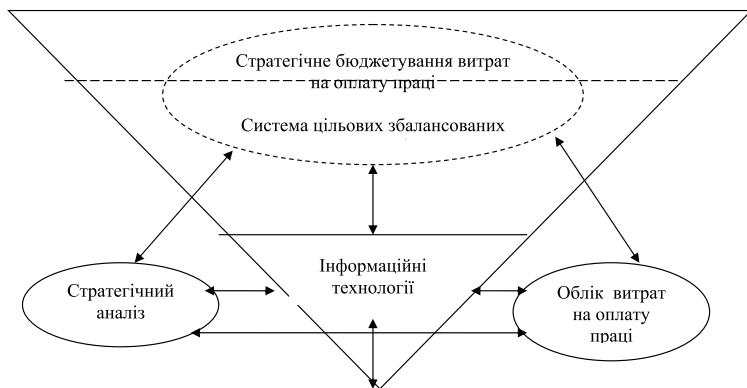 Стратегічне бюджетування витрат
на оплату праці
Система цільових збалансованих
Інформаційні
технології
Стратегічний
аналіз
Облік витрат
на оплату
праці